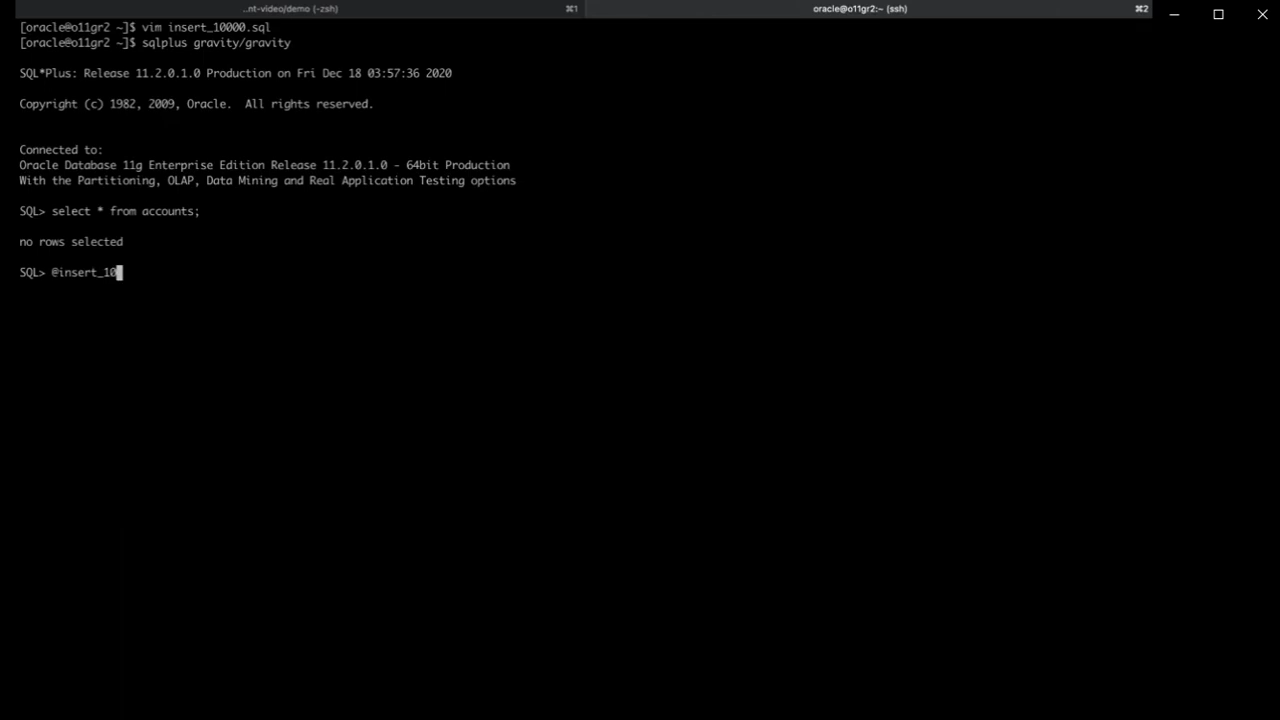 ...nt-video/demo (-zsh) ⌘1 oracle@o11gr2:~ (ssh) ⌘2
[oracle@o11gr2 ~]$ vim insert_10000.sql
[oracle@o11gr2 ~]$ sqlplus gravity/gravity
SQL*Plus: Release 11.2.0.1.0 Production on Fri Dec 18 03:57:36 2020
Copyright (c) 1982, 2009, Oracle.  All rights reserved.
Connected to:
Oracle Database 11g Enterprise Edition Release 11.2.0.1.0 - 64bit Production
With the Partitioning, OLAP, Data Mining and Real Application Testing options
SQL> select * from accounts;
no rows selected
SQL> @insert_10